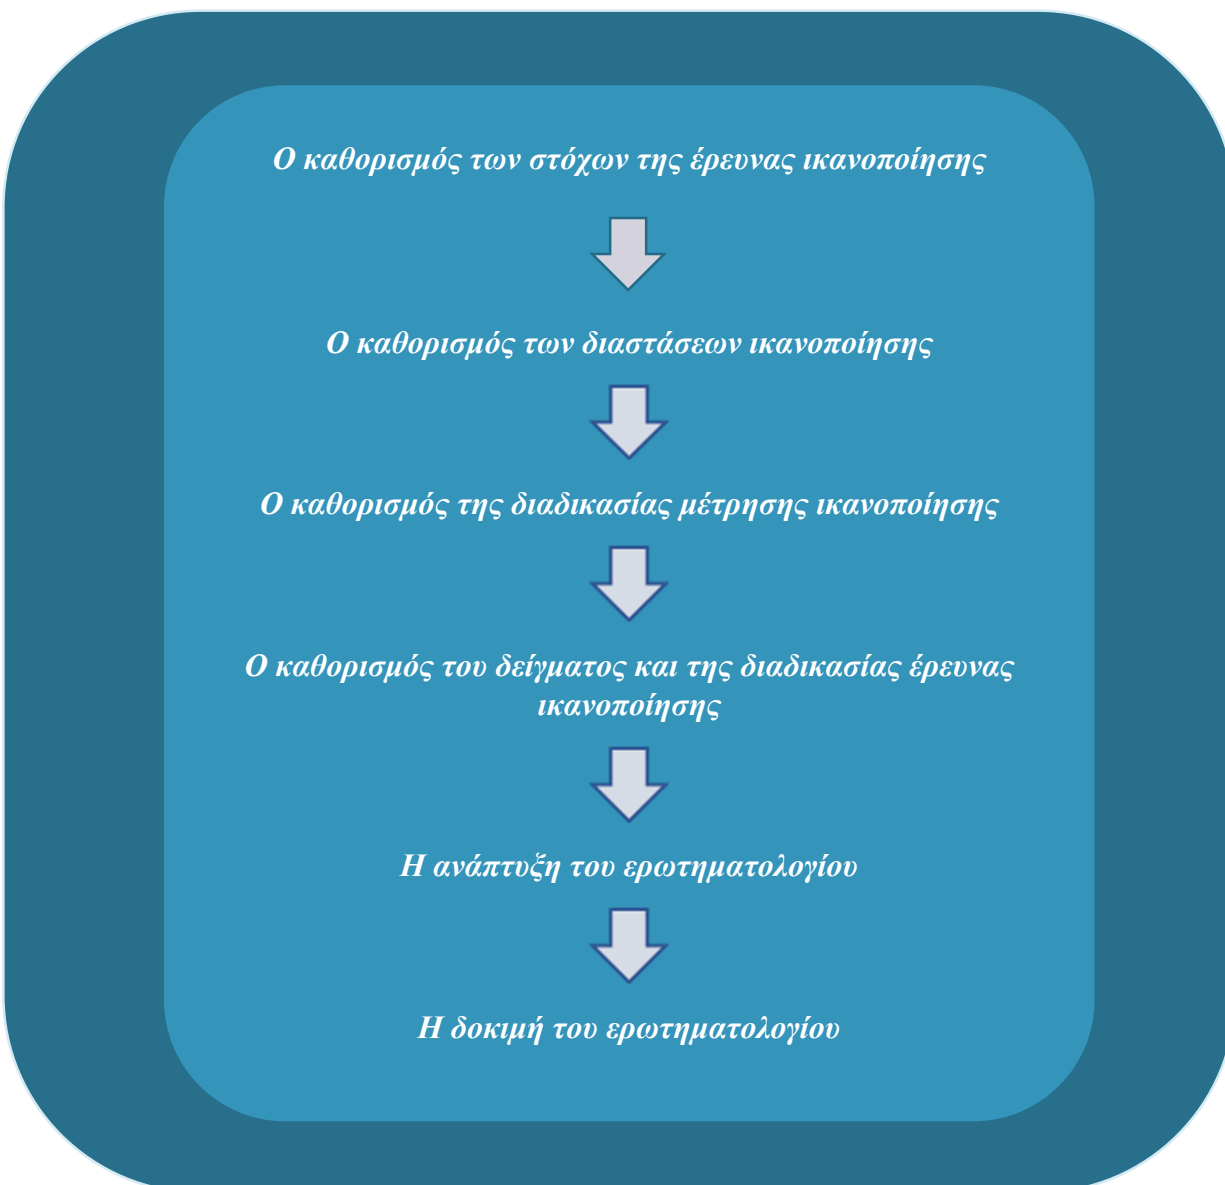 Ο καθορισμός των στόχων της έρευνας ικανοποίησης
Ο καθορισμός των διαστάσεων ικανοποίησης
Ο καθορισμός της διαδικασίας μέτρησης ικανοποίησης
Ο καθορισμός του δείγματος και της διαδικασίας έρευνας
ικανοποίησης
Η ανάπτυξη του ερωτηματολογίου
Η δοκιμή του ερωτηματολογίου